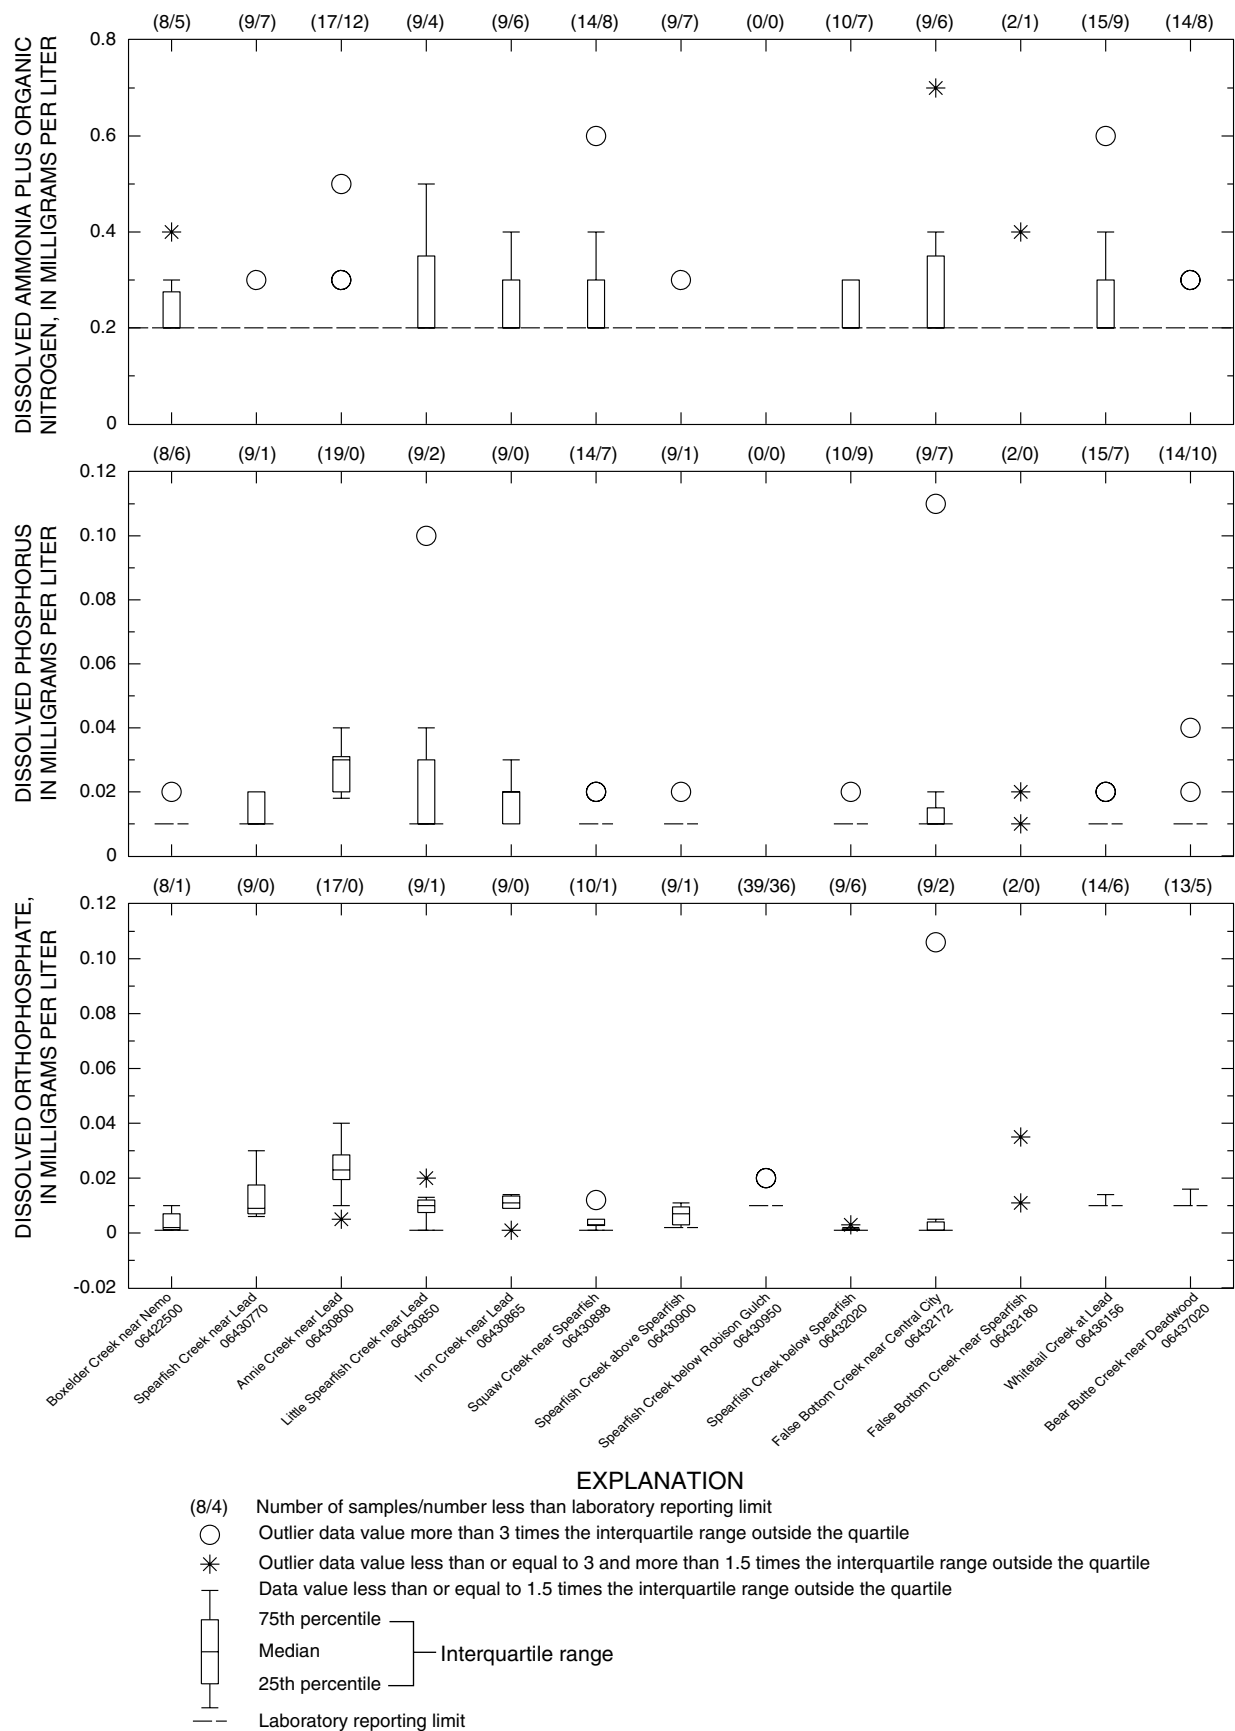 (8/5) (9/7) (17/12) (9/4) (9/6) (14/8) (9/7) (0/0) (10/7) (9/6) (2/1) (15/9) (14/8)
DISSOLVED AMMONIA PLUS ORGANIC
NITROGEN, IN MILLIGRAMS PER LITER
0.8
0.6
0.4
0.2
0
(8/6) (9/1) (19/0) (9/2) (9/0) (14/7) (9/1) (0/0) (10/9) (9/7) (2/0) (15/7) (14/10)
DISSOLVED PHOSPHORUS
IN MILLIGRAMS PER LITER
0.12
0.10
0.08
0.06
0.04
0.02
0
(8/1) (9/0) (17/0) (9/1) (9/0) (10/1) (9/1) (39/36) (9/6) (9/2) (2/0) (14/6) (13/5)
DISSOLVED ORTHOPHOSPHATE,
IN MILLIGRAMS PER LITER
0.12
0.10
0.08
0.06
0.04
0.02
0
-0.02
Boxelder Creek near Nemo
06422500
Spearfish Creek near Lead
06430770
Annie Creek near Lead
06430800
Little Spearfish Creek near Lead
06430850
Iron Creek near Lead
06430865
Squaw Creek near Spearfish
06430898
Spearfish Creek above Spearfish
06430900
Spearfish Creek below Robison Gulch
06430950
Spearfish Creek below Spearfish
06432020
False Bottom Creek near Central City
06432172
False Bottom Creek near Spearfish
06432180
Whitetail Creek at Lead
06436156
Bear Butte Creek near Deadwood
06437020
EXPLANATION
(8/4) Number of samples/number less than laboratory reporting limit
Outlier data value more than 3 times the interquartile range outside the quartile
Outlier data value less than or equal to 3 and more than 1.5 times the interquartile range outside the quartile
Data value less than or equal to 1.5 times the interquartile range outside the quartile
75th percentile
Median
Interquartile range
25th percentile
Laboratory reporting limit